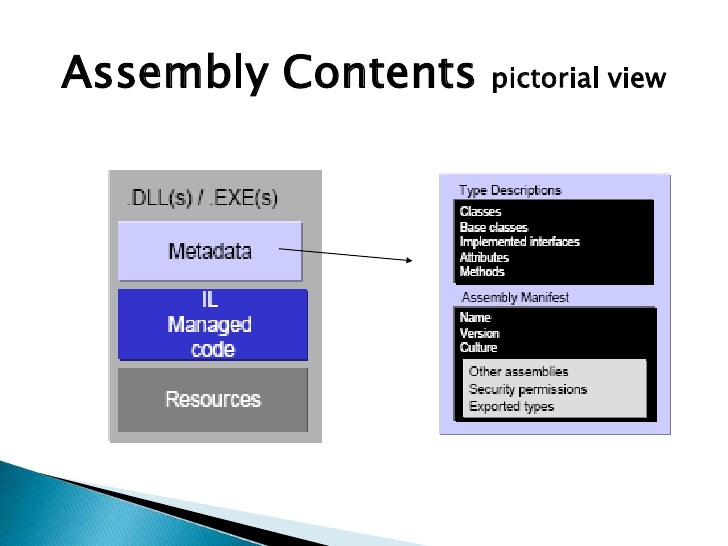 Assembly Contents pictorial view
.DLL(s) / .EXE(s)
Metadata
IL
Managed
code
Resources
Type Descriptions
Classes
Base classes
Implemented interfaces
Attributes
Methods
Assembly Manifest
Name
Version
Culture
Other assemblies
Security permissions
Exported types